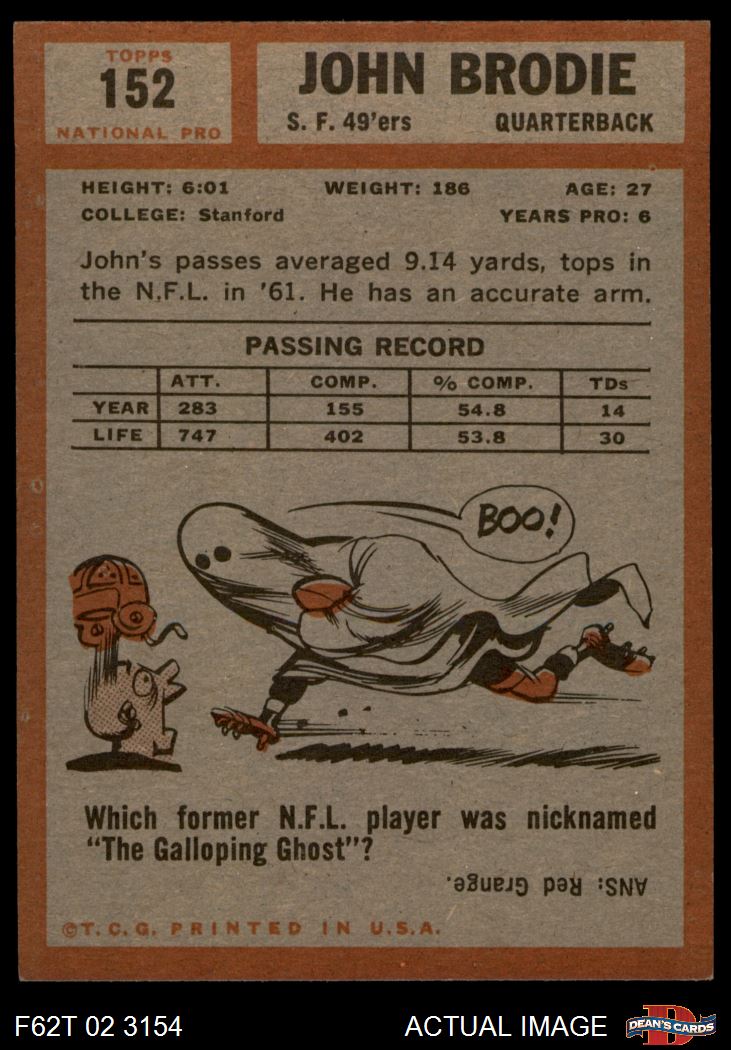 TOPPS
152
NATIONAL PRO
JOHN BRODIE
S. F. 49'ers QUARTERBACK
HEIGHT: 6:01 WEIGHT: 186 AGE: 27
COLLEGE: Stanford YEARS PRO: 6
John's passes averaged 9.14 yards, tops in
the N.F.L. in '61. He has an accurate arm.
PASSING RECORD
ATT. COMP. % COMP. TDs
YEAR 283 155 54.8 14
LIFE 747 402 53.8 30
BOO!
Which former N.F.L. player was nicknamed
"The Galloping Ghost"?
ANS: Red Grange.
©T. C. G. PRINTED IN U.S.A.
F62T 02 3154 ACTUAL IMAGE
D
DEAN'S CARDS